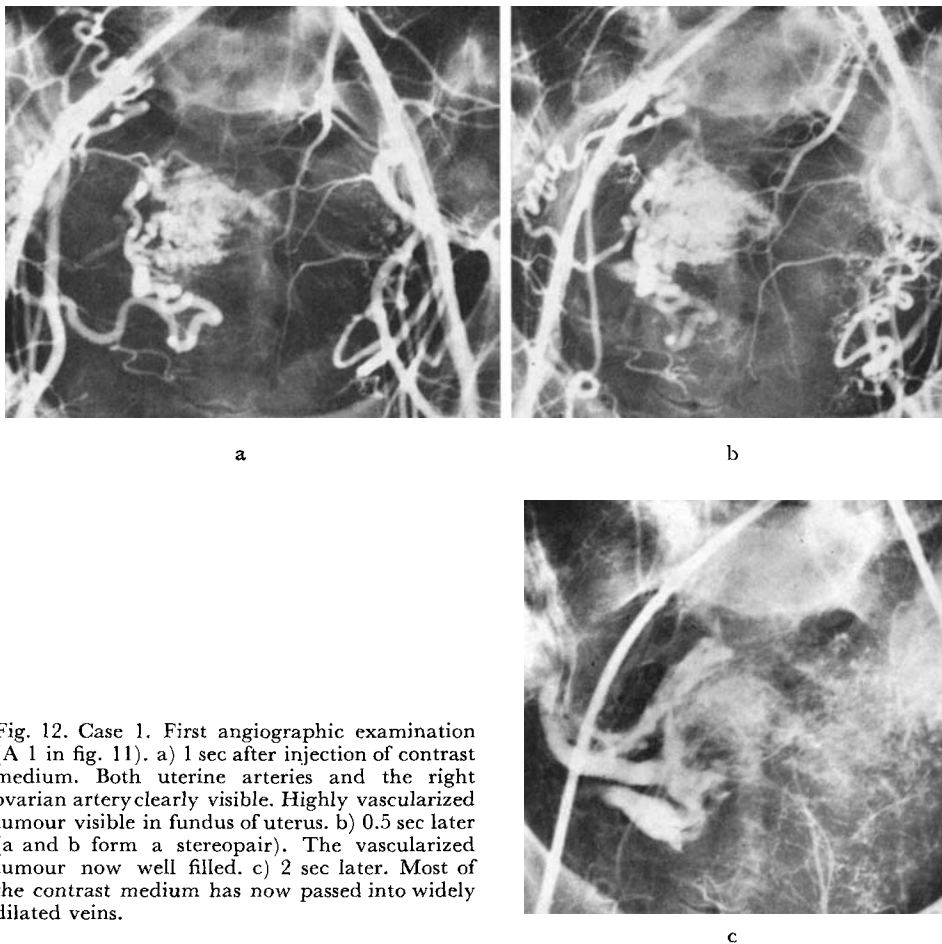 a
b
Fig. 12. Case 1. First angiographic examination
(A 1 in fig. 11). a) 1 sec after injection of contrast
medium. Both uterine arteries and the right
ovarian artery clearly visible. Highly vascularized
tumour visible in fundus of uterus. b) 0.5 sec later
(a and b form a stereopair). The vascularized
tumour now well filled. c) 2 sec later. Most of
the contrast medium has now passed into widely
dilated veins.
c